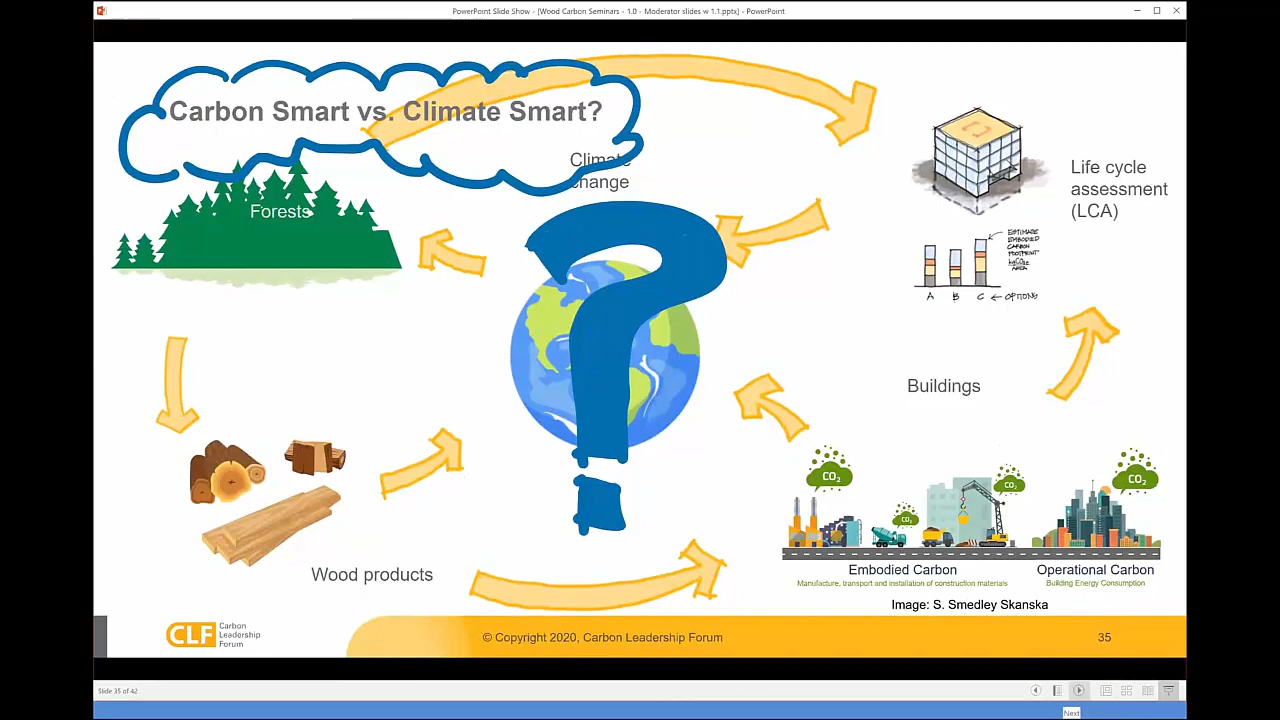 PowerPoint Slide Show - [Wood Carbon Seminars - 1.0 - Moderator slides w 1.1.pptx] - PowerPoint
Carbon Smart vs. Climate Smart?
Climate
change
Forests
Life cycle
assessment
(LCA)
ESTIMATE
EMBODIED
CARBON
FOOTPRINT
kgCO2e
AREA
A B C ← OPTIONS
Buildings
CO2
CO2
CO2
CO2
Wood products
Embodied Carbon
Manufacture, transport and installation of construction materials
Operational Carbon
Building Energy Consumption
Image: S. Smedley Skanska
CLF
Carbon
Leadership
Forum
© Copyright 2020, Carbon Leadership Forum
35
Slide 35 of 42
Next